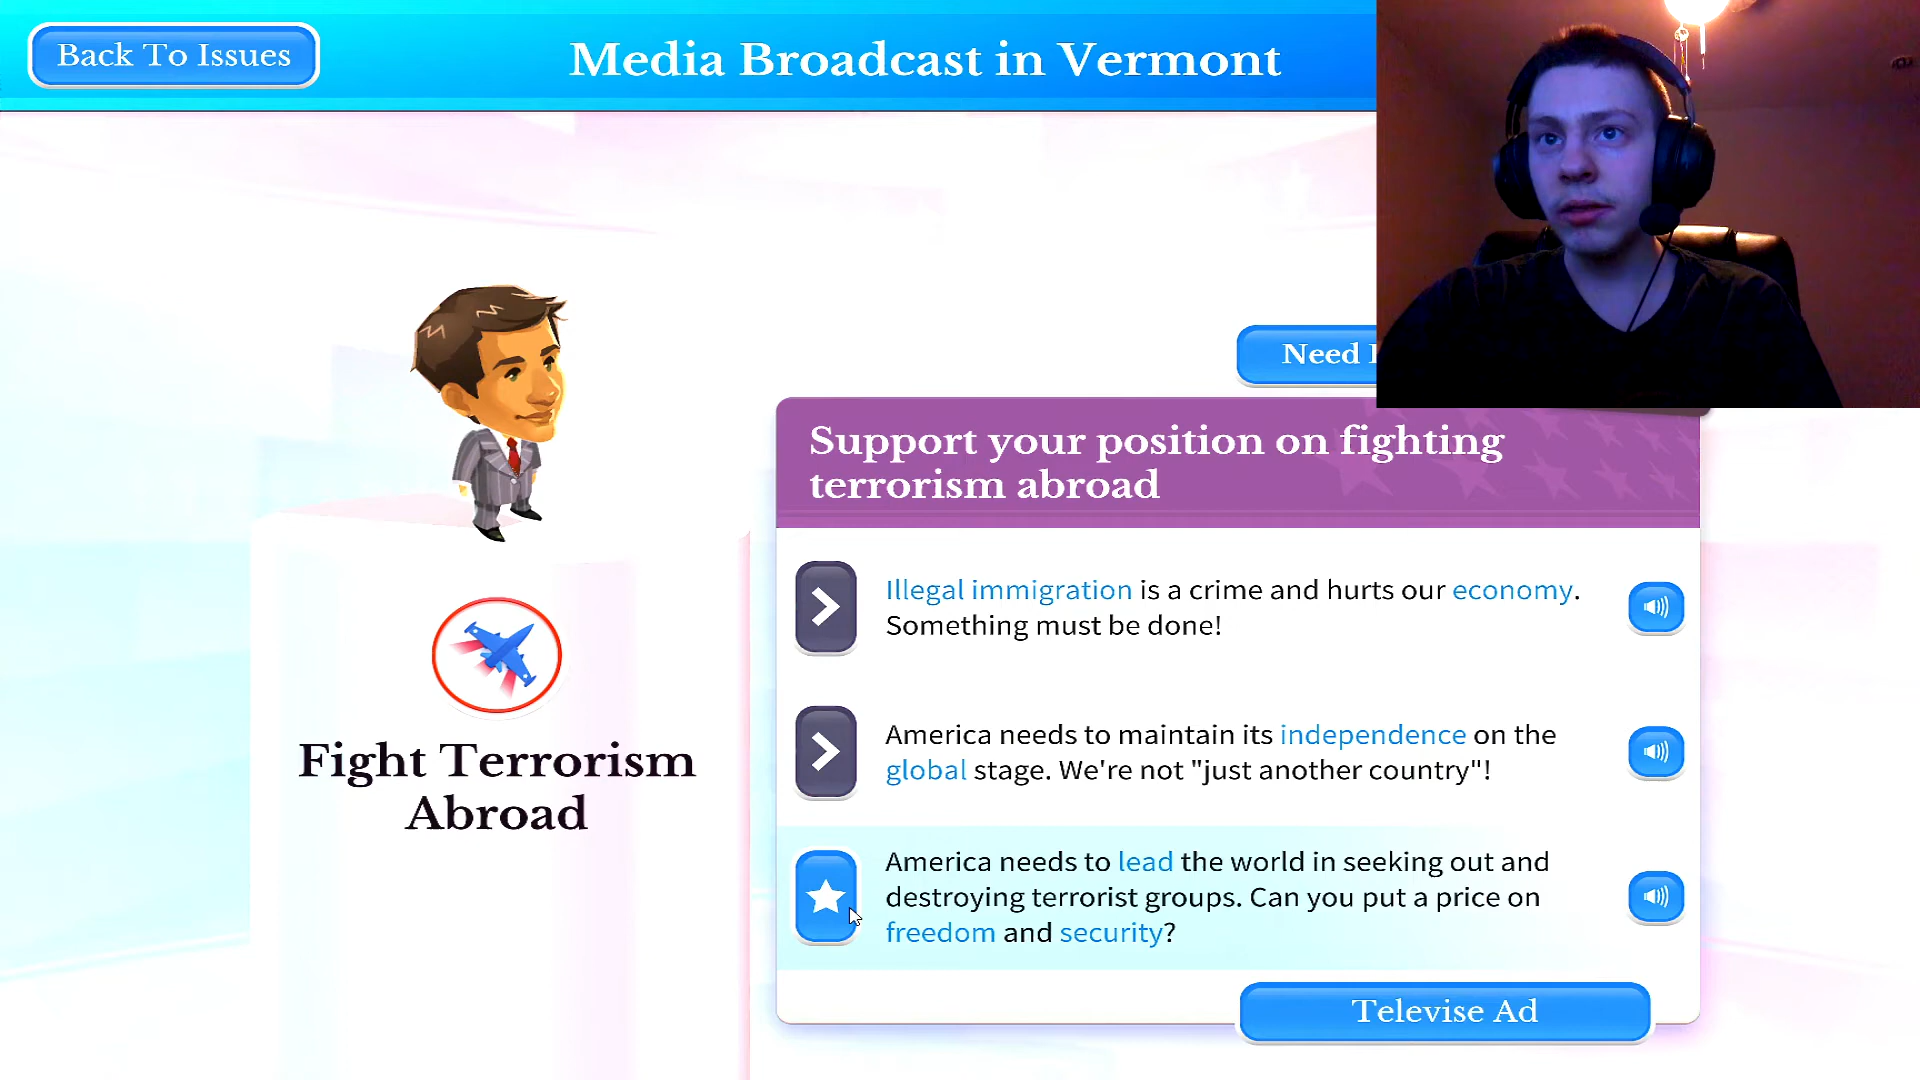 Back To Issues
Media Broadcast in Vermont
Need
Support your position on fighting
terrorism abroad
Illegal immigration is a crime and hurts our economy.
Something must be done!
America needs to maintain its independence on the
global stage. We're not "just another country"!
America needs to lead the world in seeking out and
destroying terrorist groups. Can you put a price on
freedom and security?
Fight Terrorism
Abroad
Televise Ad